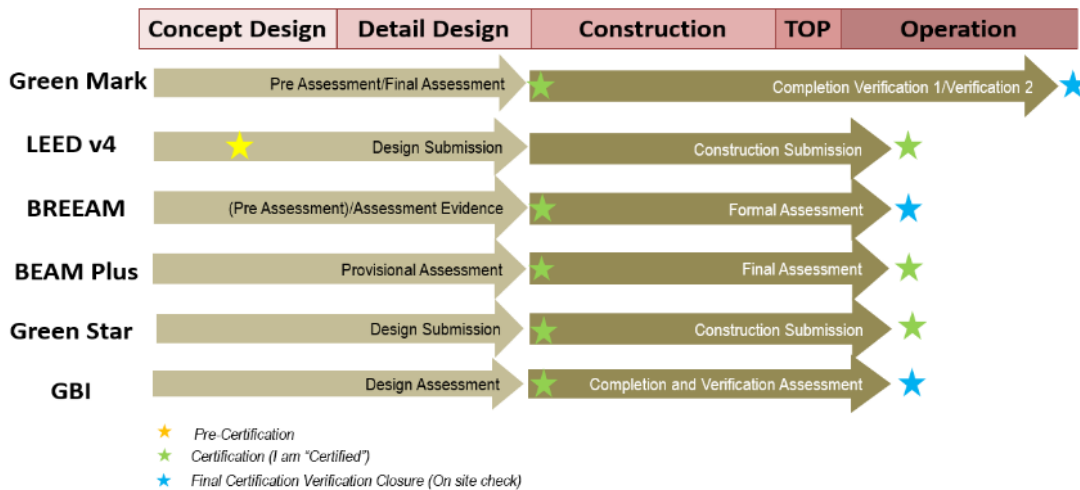 Concept Design Detail Design Construction TOP Operation
Green Mark Pre Assessment/Final Assessment Completion Verification 1/Verification 2
LEED v4 Design Submission Construction Submission
BREEAM (Pre Assessment)/Assessment Evidence Formal Assessment
BEAM Plus Provisional Assessment Final Assessment
Green Star Design Submission Construction Submission
GBI Design Assessment Completion and Verification Assessment
Pre-Certification
Certification (I am "Certified")
Final Certification Verification Closure (On site check)